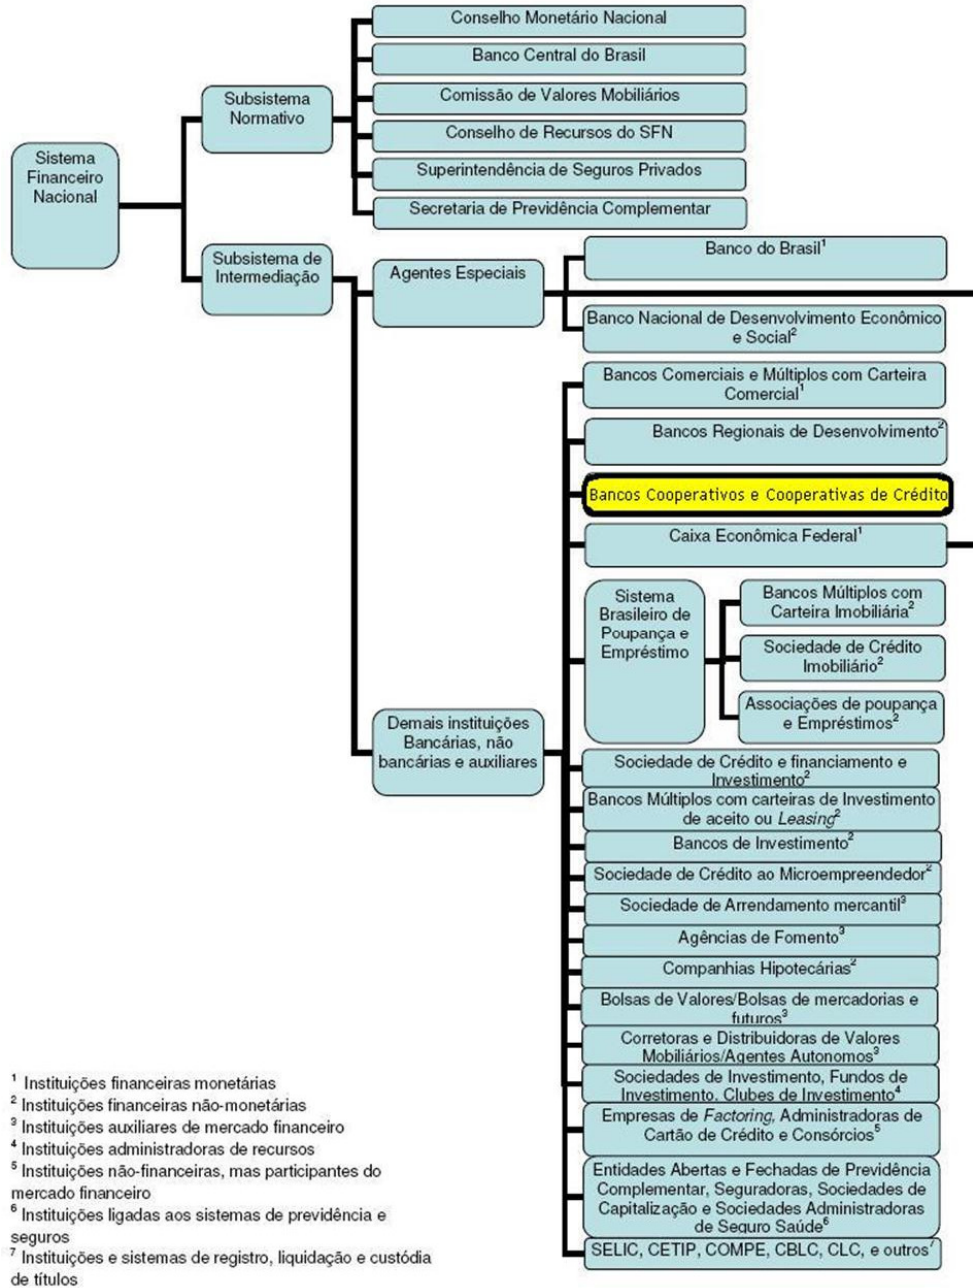 Conselho Monetário Nacional
Banco Central do Brasil
Subsistema
Normativo
Comissão de Valores Mobiliários
Conselho de Recursos do SFN
Sistema
Financeiro
Nacional
Superintendência de Seguros Privados
Secretaria de Previdência Complementar
Subsistema de
Intermediação
Agentes Especiais
Banco do Brasil¹
Banco Nacional de Desenvolvimento Econômico
e Social²
Bancos Comerciais e Múltiplos com Carteira
Comercial¹
Bancos Regionais de Desenvolvimento²
Bancos Cooperativos e Cooperativas de Crédito
Caixa Econômica Federal¹
Sistema
Brasileiro de
Poupança e
Empréstimo
Bancos Múltiplos com
Carteira Imobiliária²
Sociedade de Crédito
Imobiliário²
Associações de poupança
e Empréstimos²
Demais instituições
Bancárias, não
bancárias e auxiliares
Sociedade de Crédito e financiamento e
Investimento²
Bancos Múltiplos com carteiras de Investimento
de aceito ou Leasing²
Bancos de Investimento²
Sociedade de Crédito ao Microempreendedor²
Sociedade de Arrendamento mercantil³
Agências de Fomento³
Companhias Hipotecárias²
Bolsas de Valores/Bolsas de mercadorias e
futuros³
Corretoras e Distribuidoras de Valores
Mobiliários/Agentes Autonomos³
Sociedades de Investimento, Fundos de
Investimento, Clubes de Investimento⁴
Empresas de Factoring, Administradoras de
Cartão de Crédito e Consórcios⁵
Entidades Abertas e Fechadas de Previdência
Complementar, Seguradoras, Sociedades de
Capitalização e Sociedades Administradoras
de Seguro Saúde⁶
SELIC, CETIP, COMPE, CBLC, CLC, e outros⁷
¹ Instituições financeiras monetárias
² Instituições financeiras não-monetárias
³ Instituições auxiliares de mercado financeiro
⁴ Instituições administradoras de recursos
⁵ Instituições não-financeiras, mas participantes do
mercado financeiro
⁶ Instituições ligadas aos sistemas de previdência e
seguros
⁷ Instituições e sistemas de registro, liquidação e custódia
de títulos